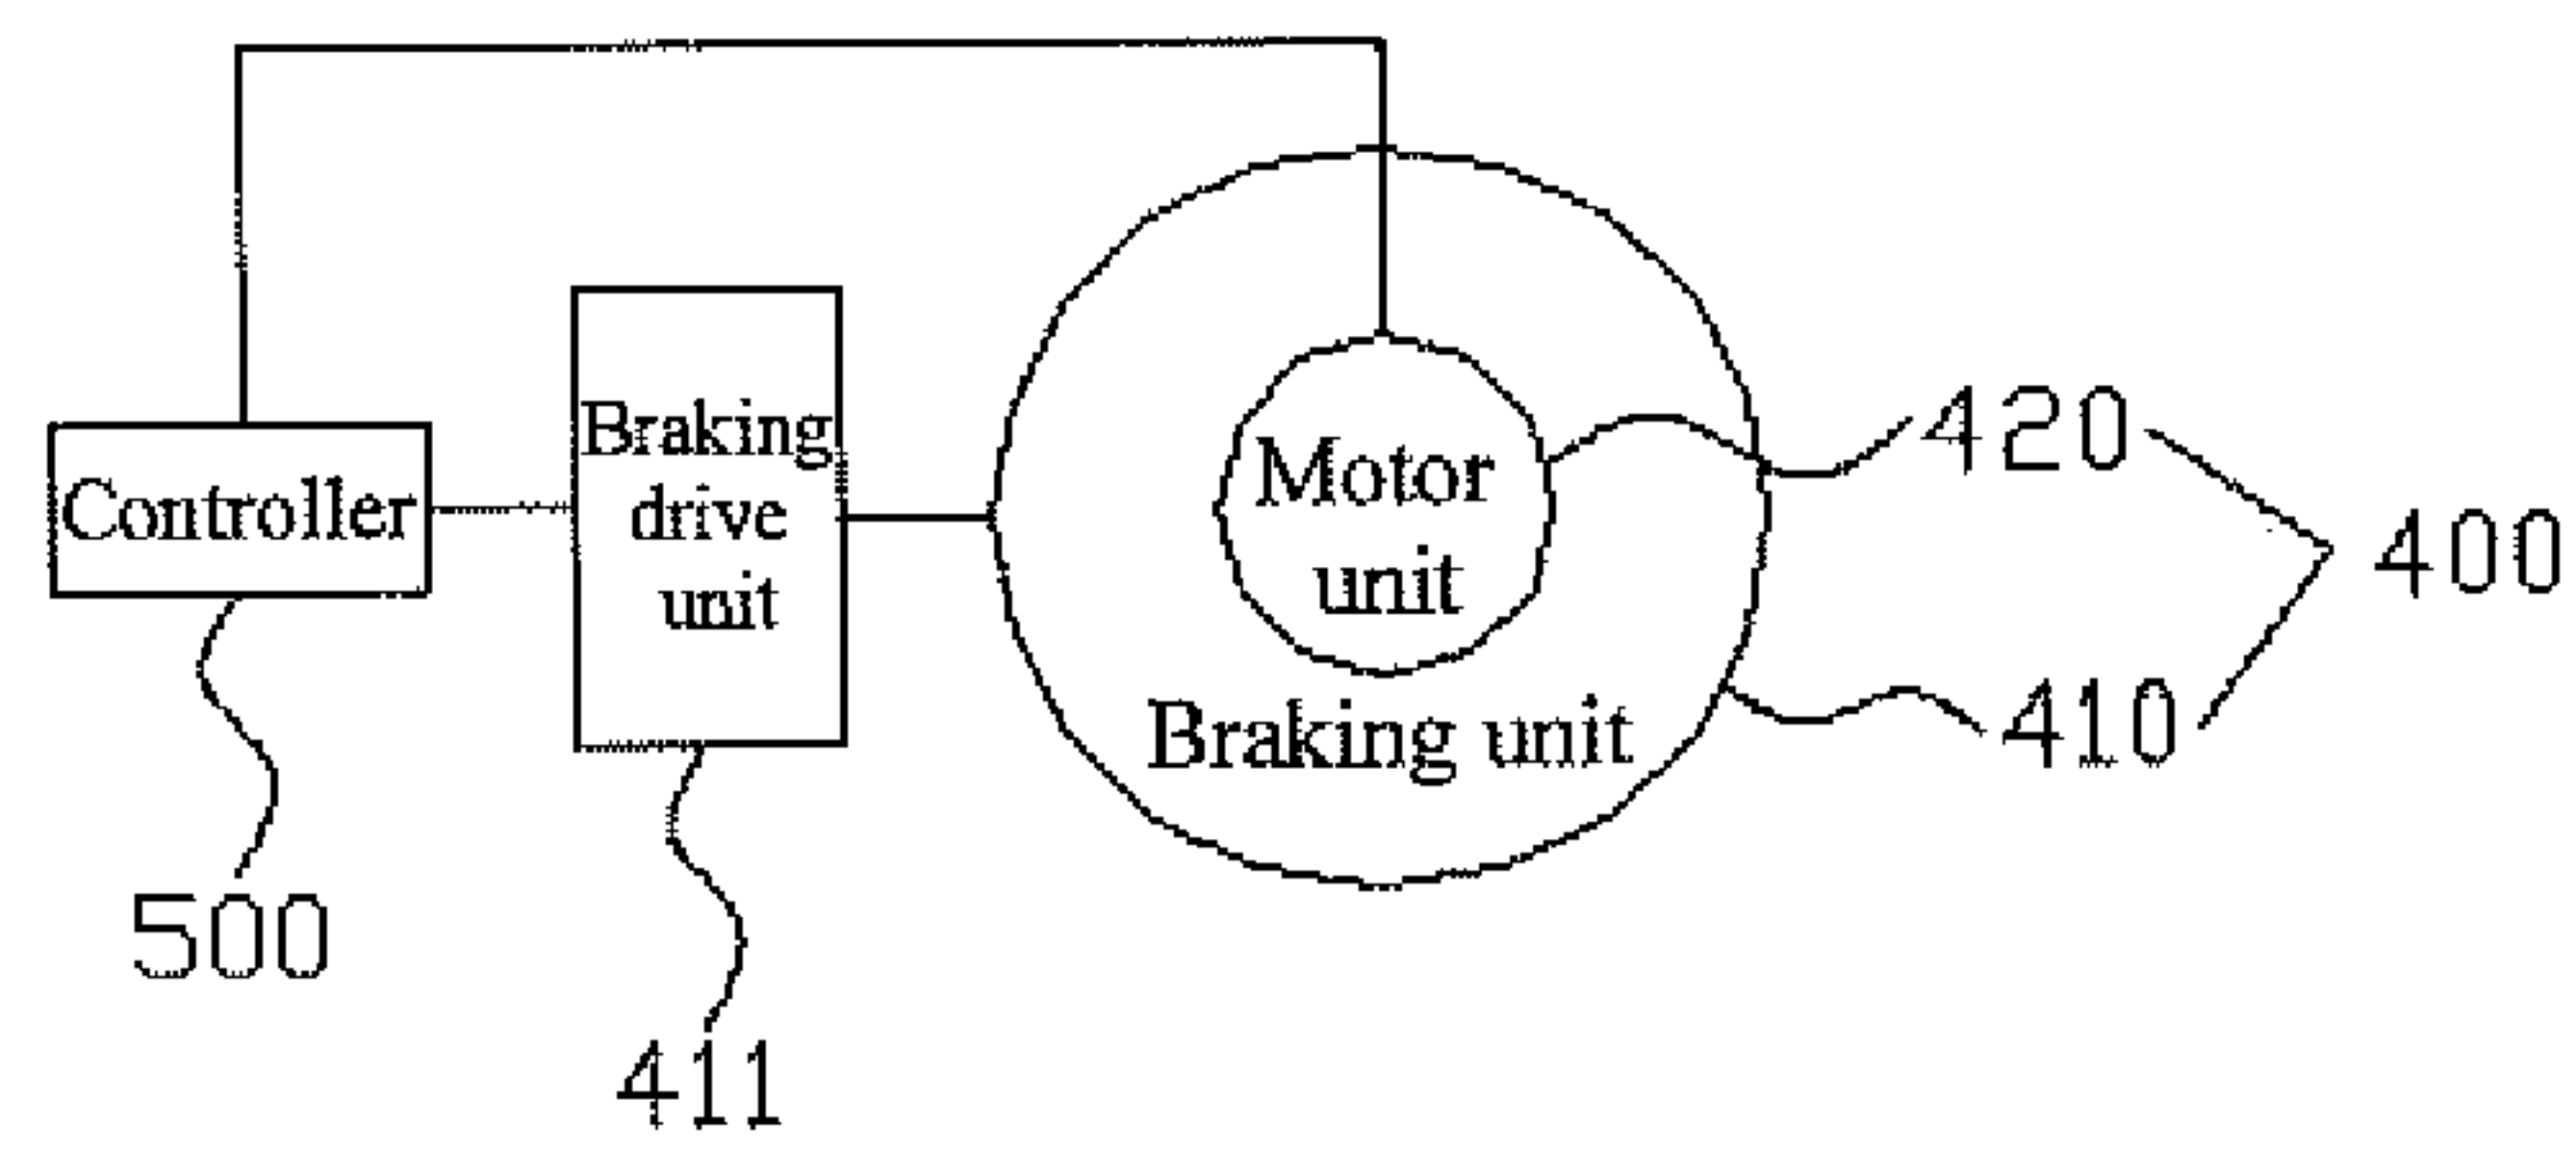 Controller
Braking
drive
unit
Motor
unit
Braking unit
420
400
410
500
411